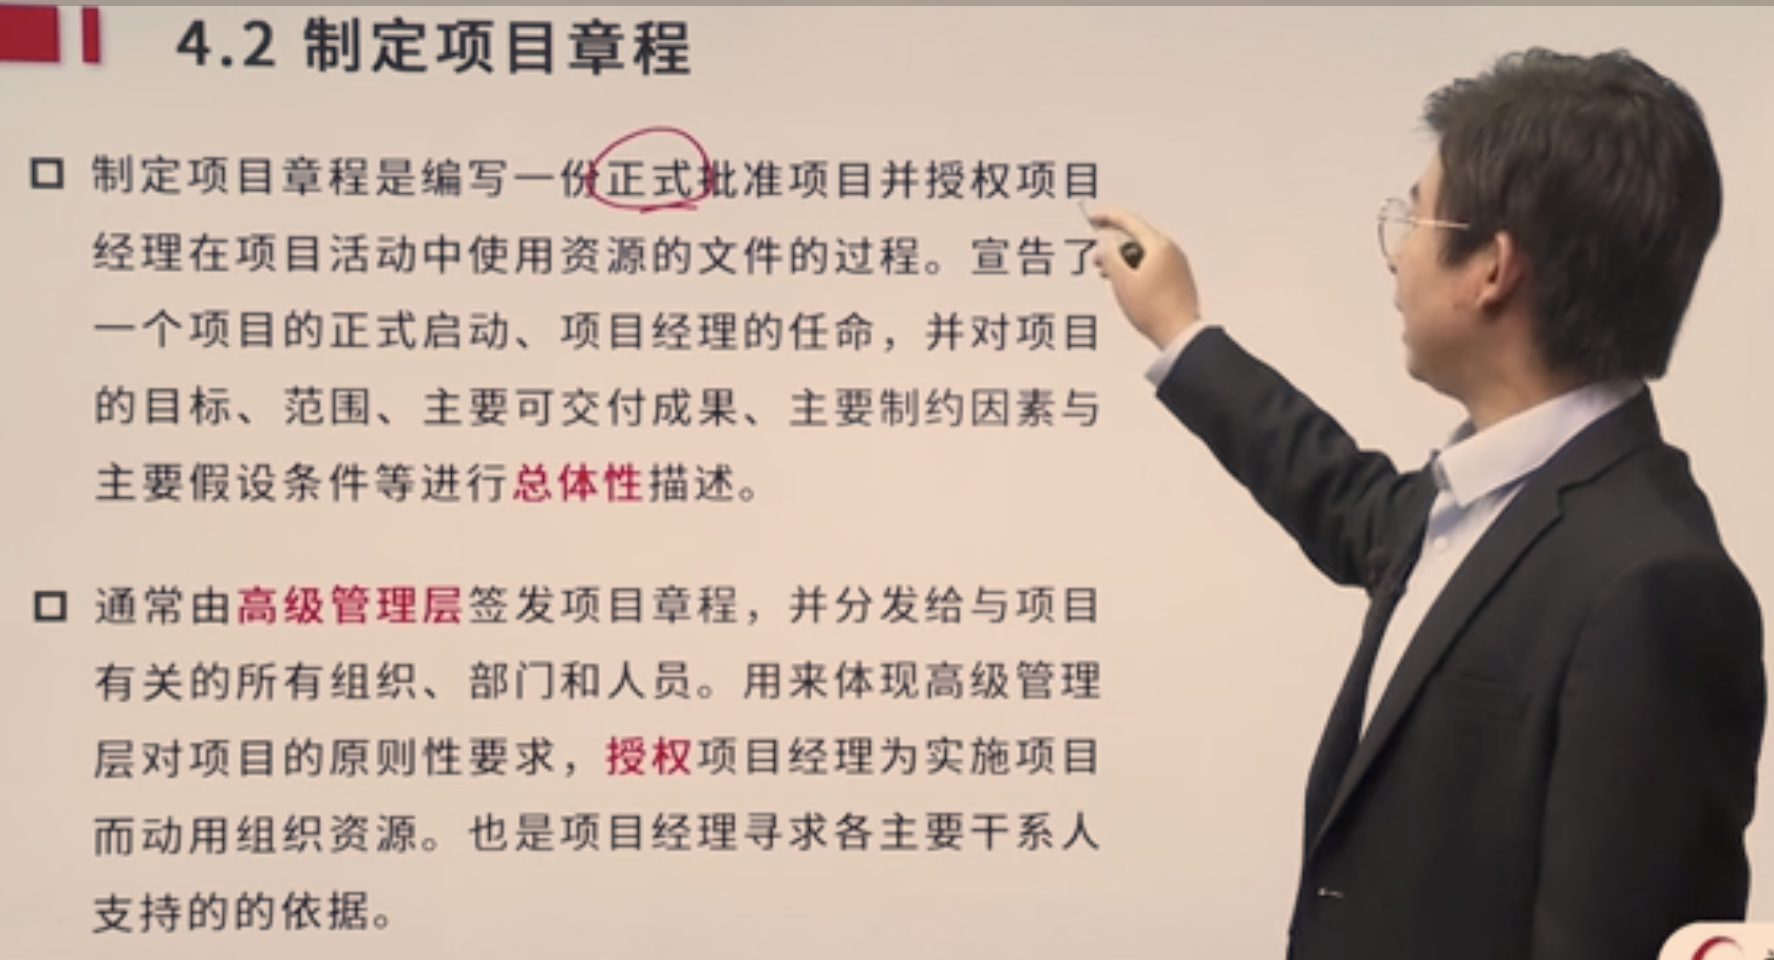 4.2 制定项目章程
制定项目章程是编写一份正式批准项目并授权项目
经理在项目活动中使用资源的文件的过程。宣告了
一个项目的正式启动、项目经理的任命，并对项目
的目标、范围、主要可交付成果、主要制约因素与
主要假设条件等进行总体性描述。
通常由高级管理层签发项目章程，并分发给与项目
有关的所有组织、部门和人员。用来体现高级管理
层对项目的原则性要求，授权项目经理为实施项目
而动用组织资源。也是项目经理寻求各主要干系人
支持的的依据。